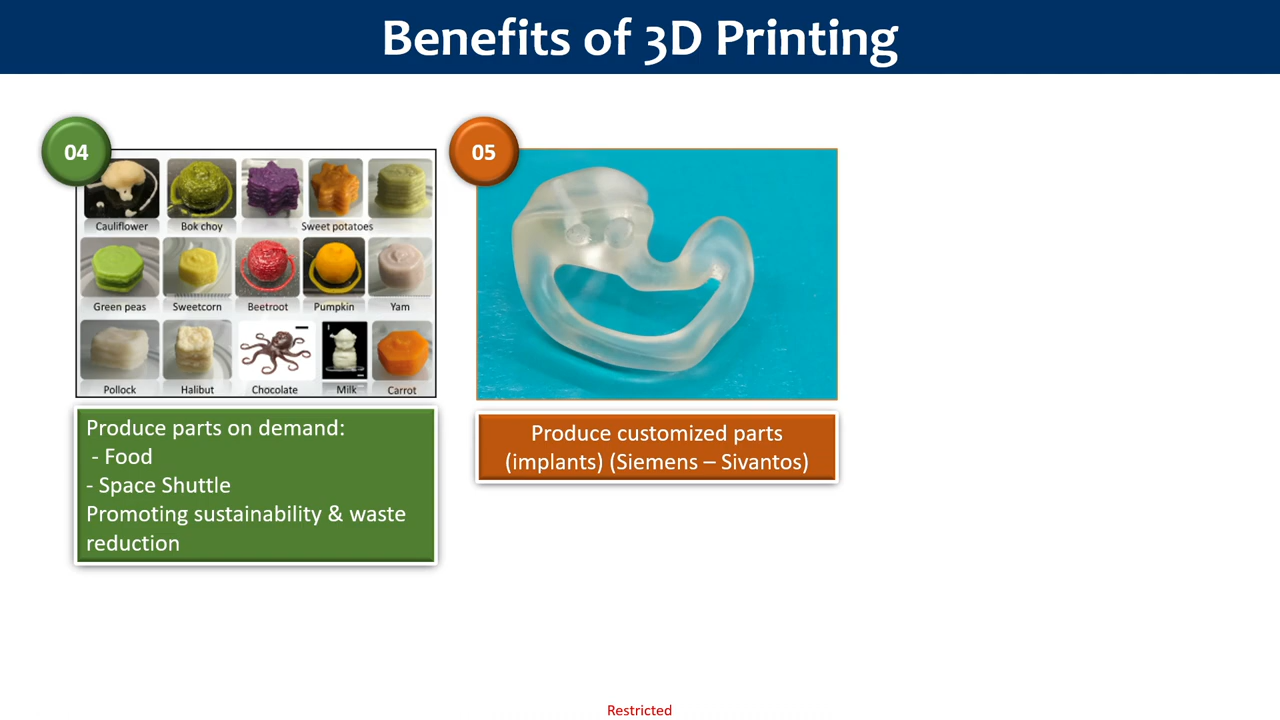 Benefits of 3D Printing
04
Cauliflower Bok choy Sweet potatoes
Green peas Sweetcorn Beetroot Pumpkin Yam
Pollock Halibut Chocolate Milk Carrot
Produce parts on demand:
- Food
- Space Shuttle
Promoting sustainability & waste
reduction
05
Produce customized parts
(implants) (Siemens – Sivantos)
Restricted